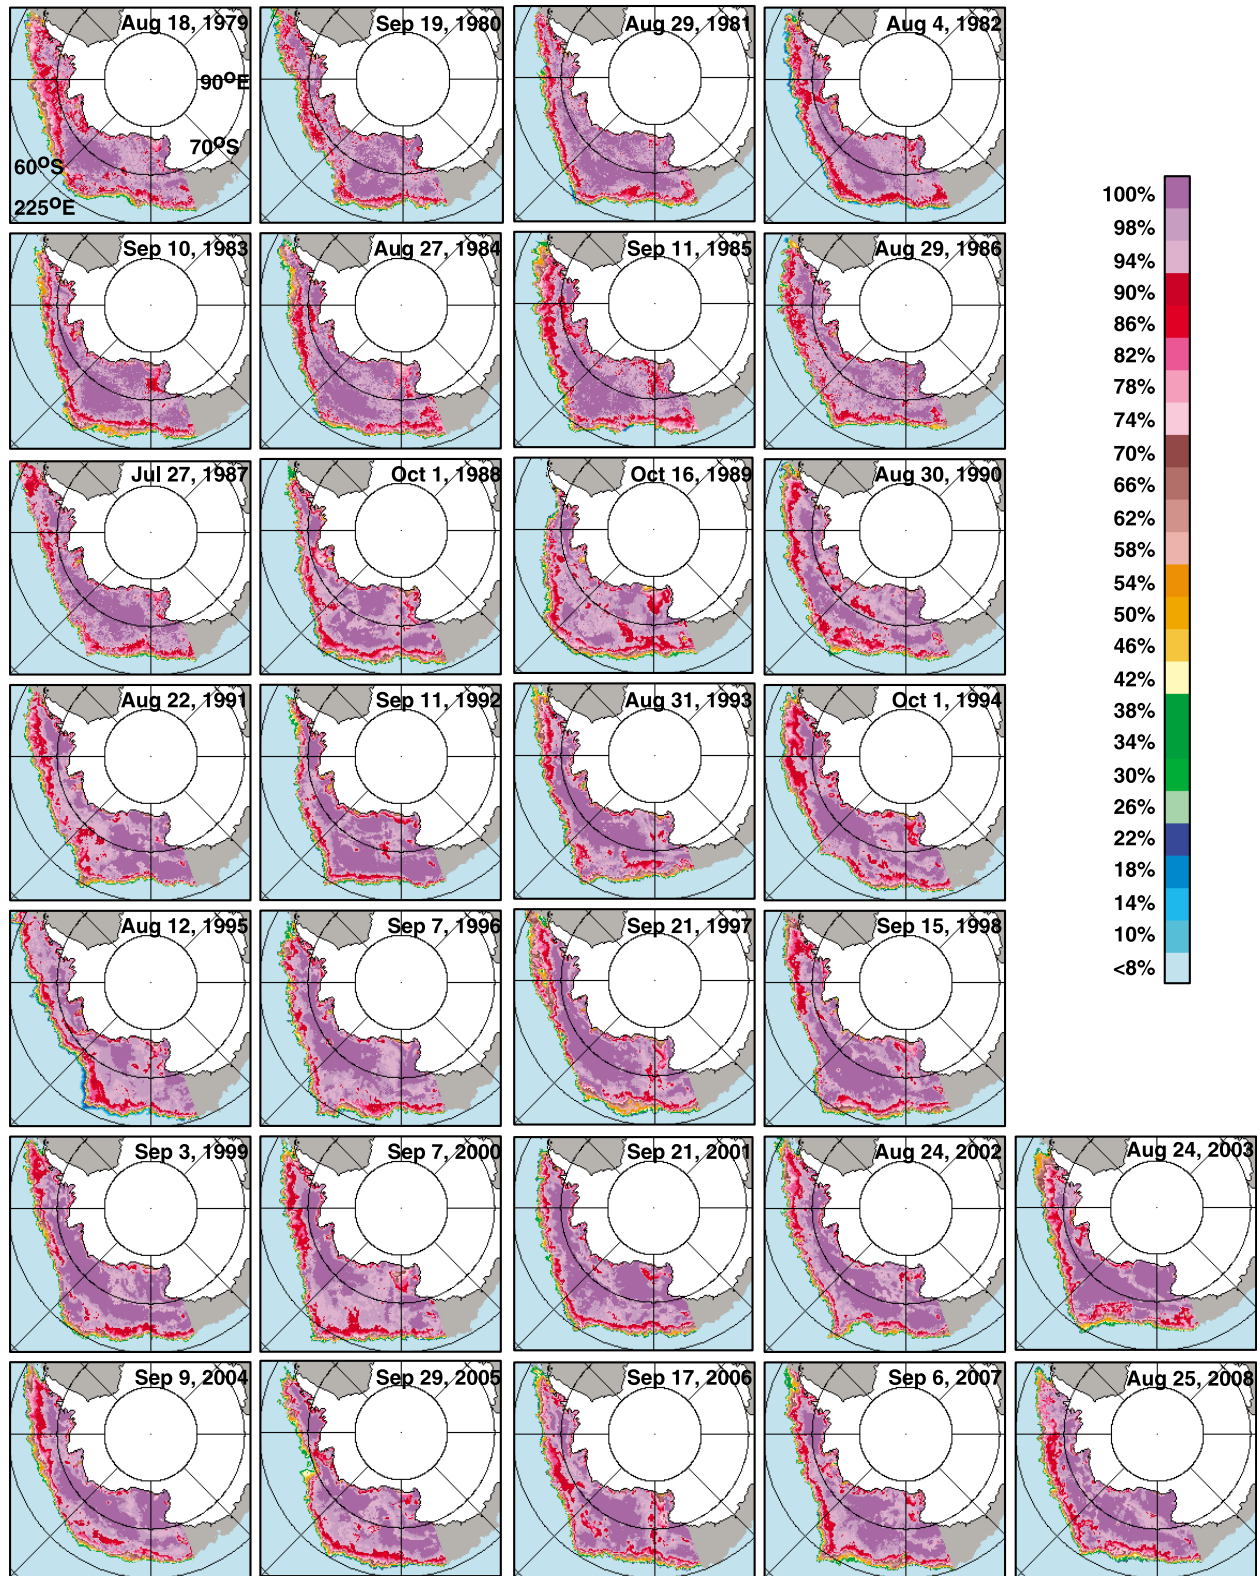 Aug 18, 1979
Sep 19, 1980
Aug 29, 1981
Aug 4, 1982
90°E
70°S
60°S
225°E
Sep 10, 1983
Aug 27, 1984
Sep 11, 1985
Aug 29, 1986
Jul 27, 1987
Oct 1, 1988
Oct 16, 1989
Aug 30, 1990
Aug 22, 1991
Sep 11, 1992
Aug 31, 1993
Oct 1, 1994
Aug 12, 1995
Sep 7, 1996
Sep 21, 1997
Sep 15, 1998
Sep 3, 1999
Sep 7, 2000
Sep 21, 2001
Aug 24, 2002
Aug 24, 2003
Sep 9, 2004
Sep 29, 2005
Sep 17, 2006
Sep 6, 2007
Aug 25, 2008
100%
98%
94%
90%
86%
82%
78%
74%
70%
66%
62%
58%
54%
50%
46%
42%
38%
34%
30%
26%
22%
18%
14%
10%
<8%